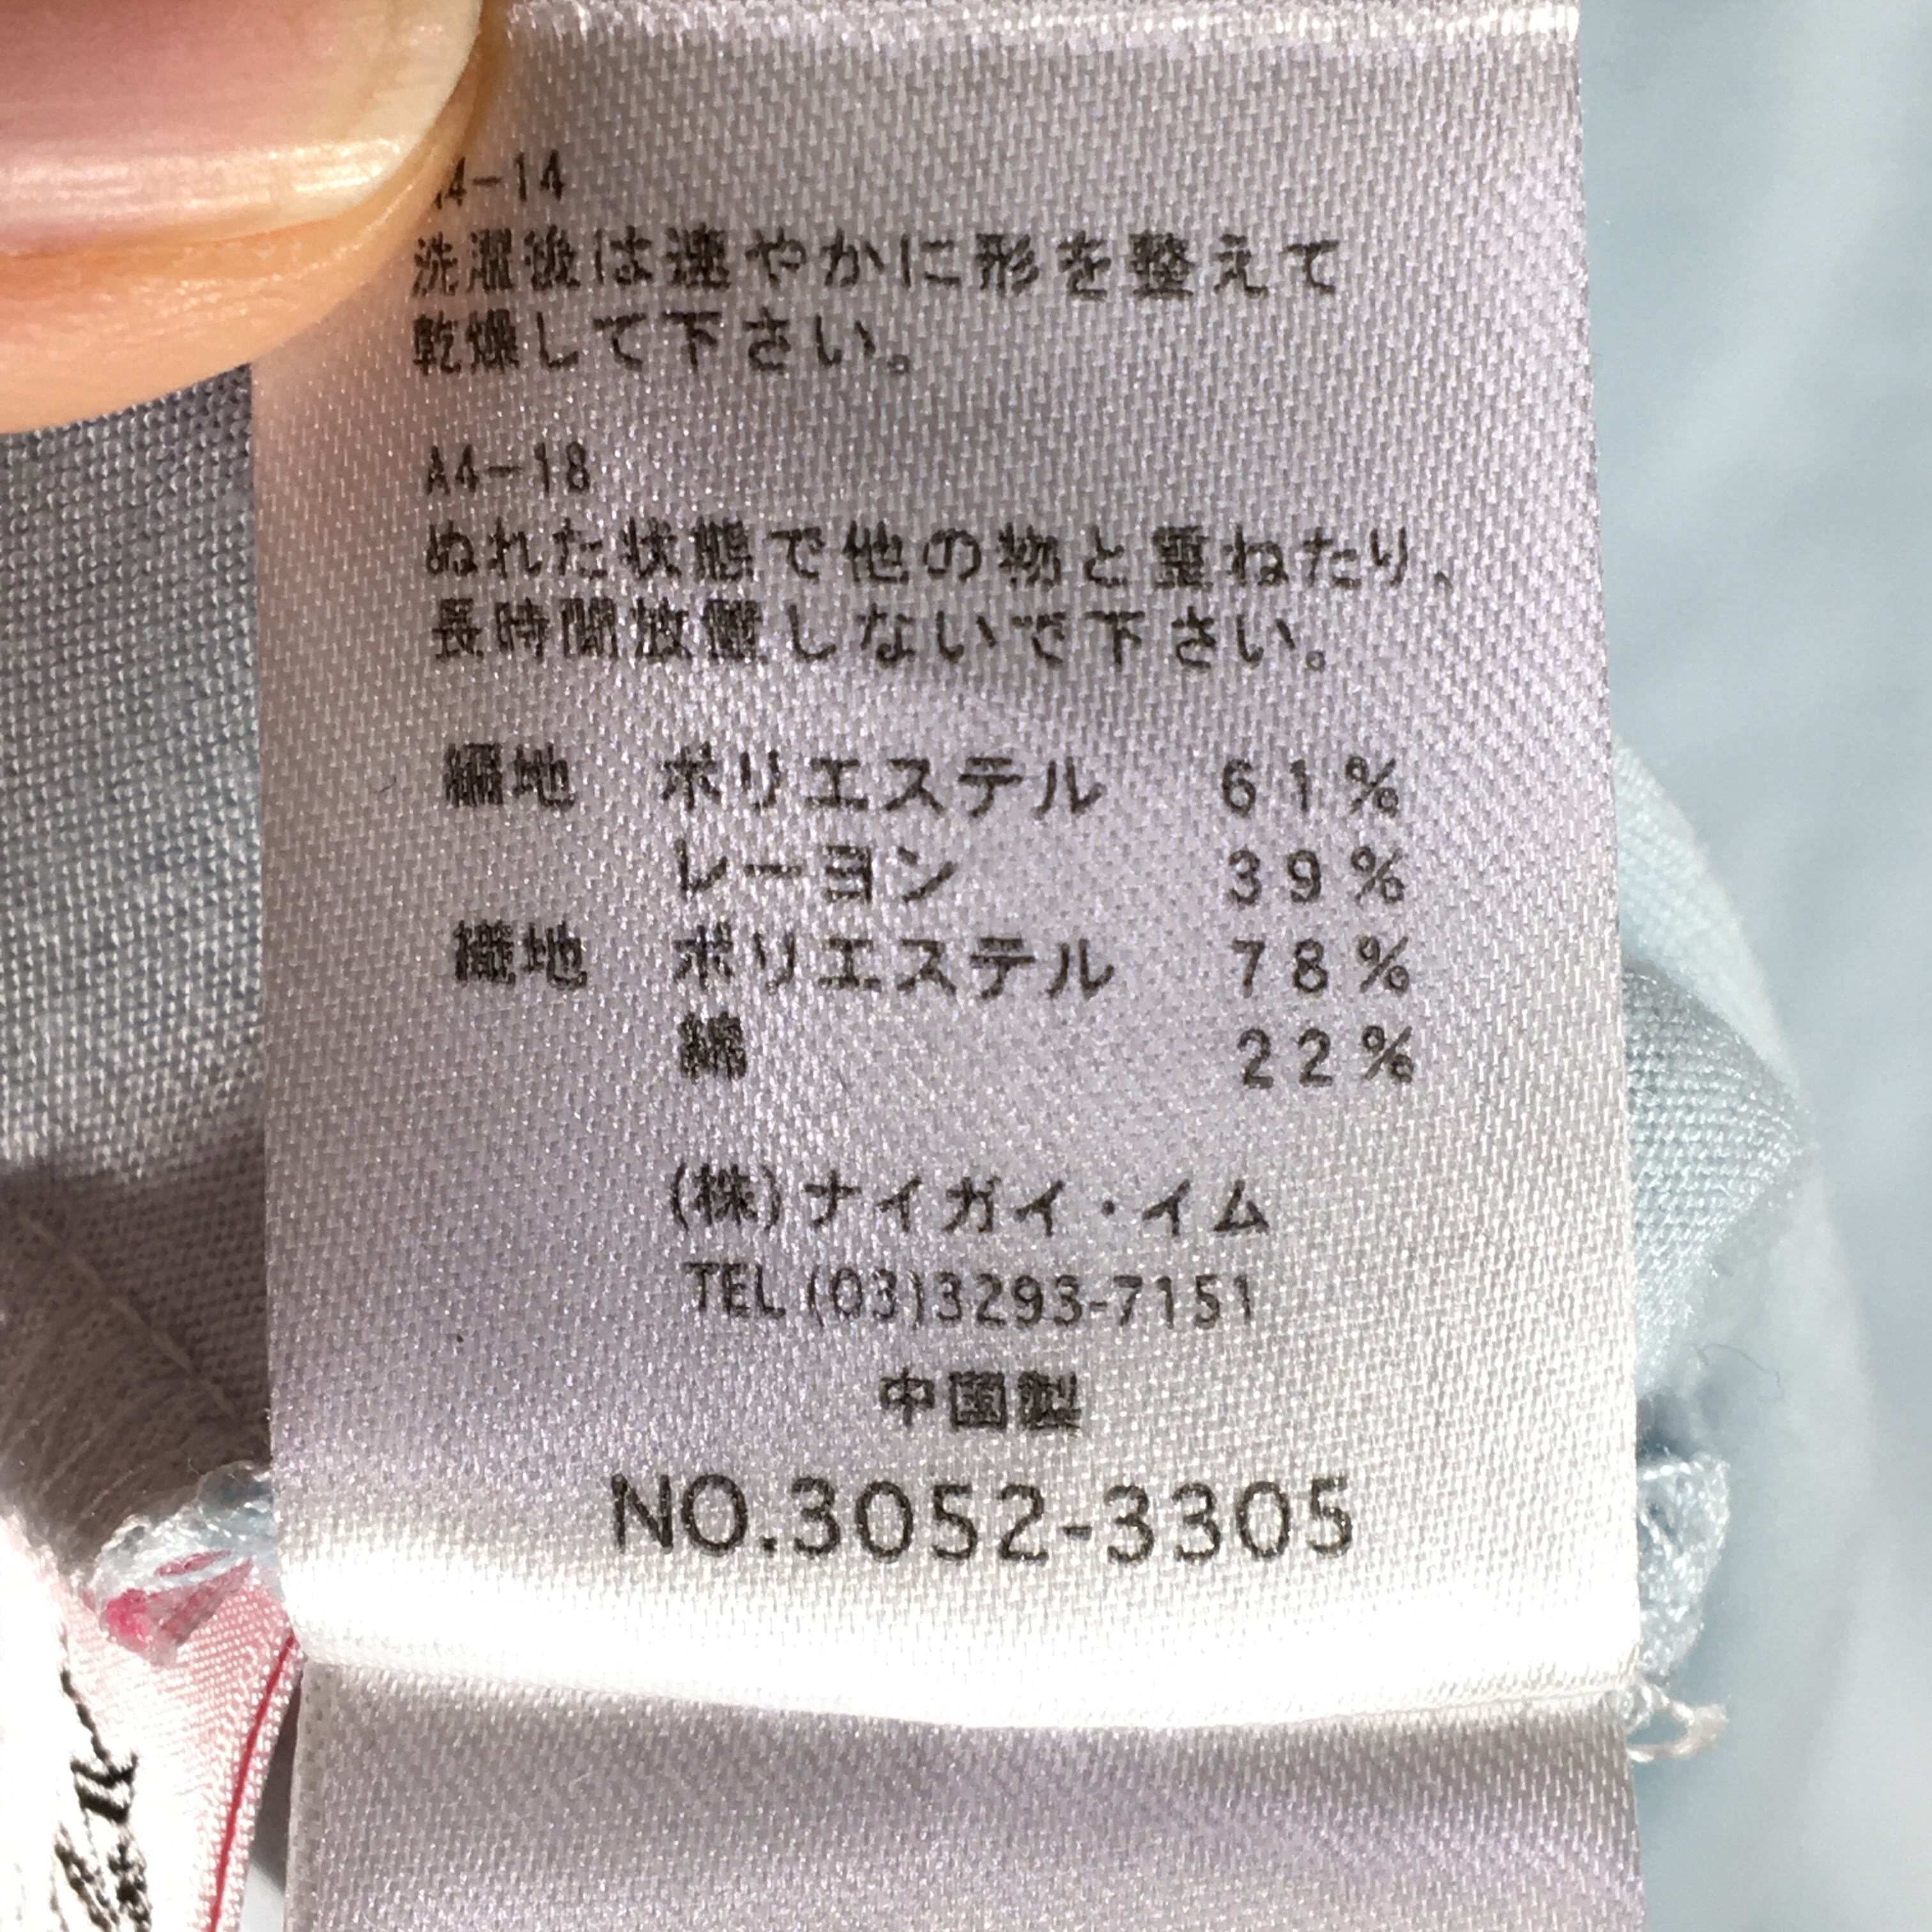 4-14
洗濯後は速やかに形を整えて
乾燥して下さい。
A4-18
ぬれた状態で他の物と重ねたり、
長時間放置しないで下さい。
編地 ポリエステル 61%
レーヨン 39%
織地 ポリエステル 78%
綿 22%
(株)ナイガイ・イム
TEL(03)3293-7151
中国製
NO.3052-3305